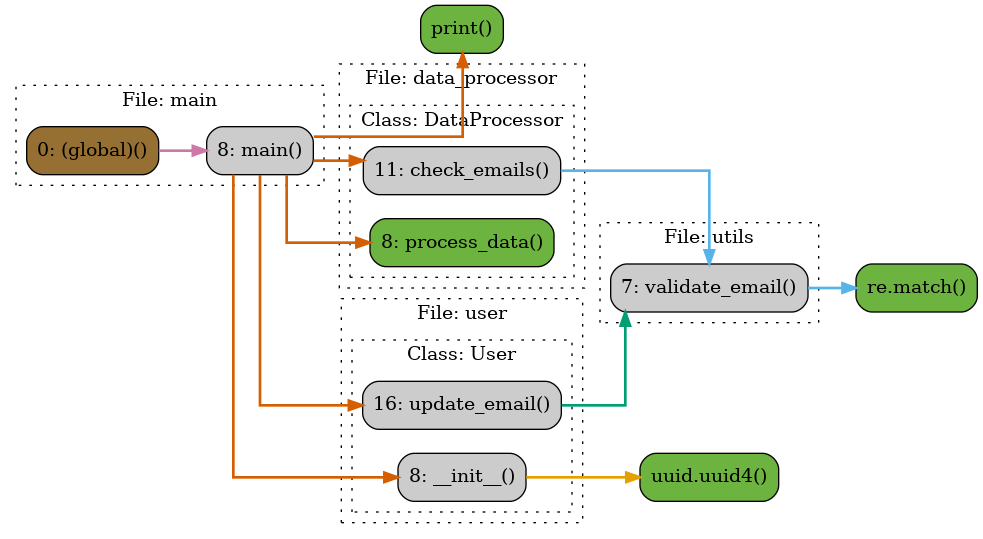 print()
File: data_processor
File: main
Class: DataProcessor
0: (global)()
8: main()
11: check_emails()
8: process_data()
File: utils
7: validate_email()
re.match()
File: user
Class: User
16: update_email()
8: __init__()
uuid.uuid4()